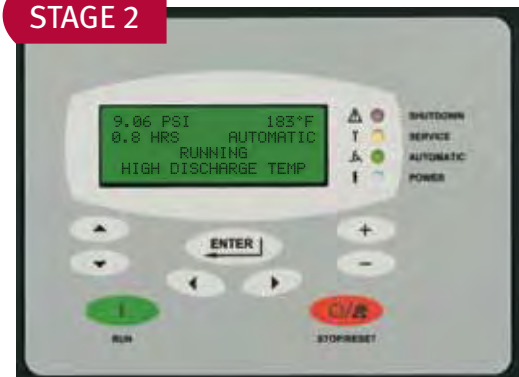 STAGE 2
9.06 PSI 183°F
0.8 HRS AUTOMATIC
RUNNING
HIGH DISCHARGE TEMP
SHUTDOWN
SERVICE
AUTOMATIC
POWER
+
ENTER
−
I
RUN
STOP/RESET